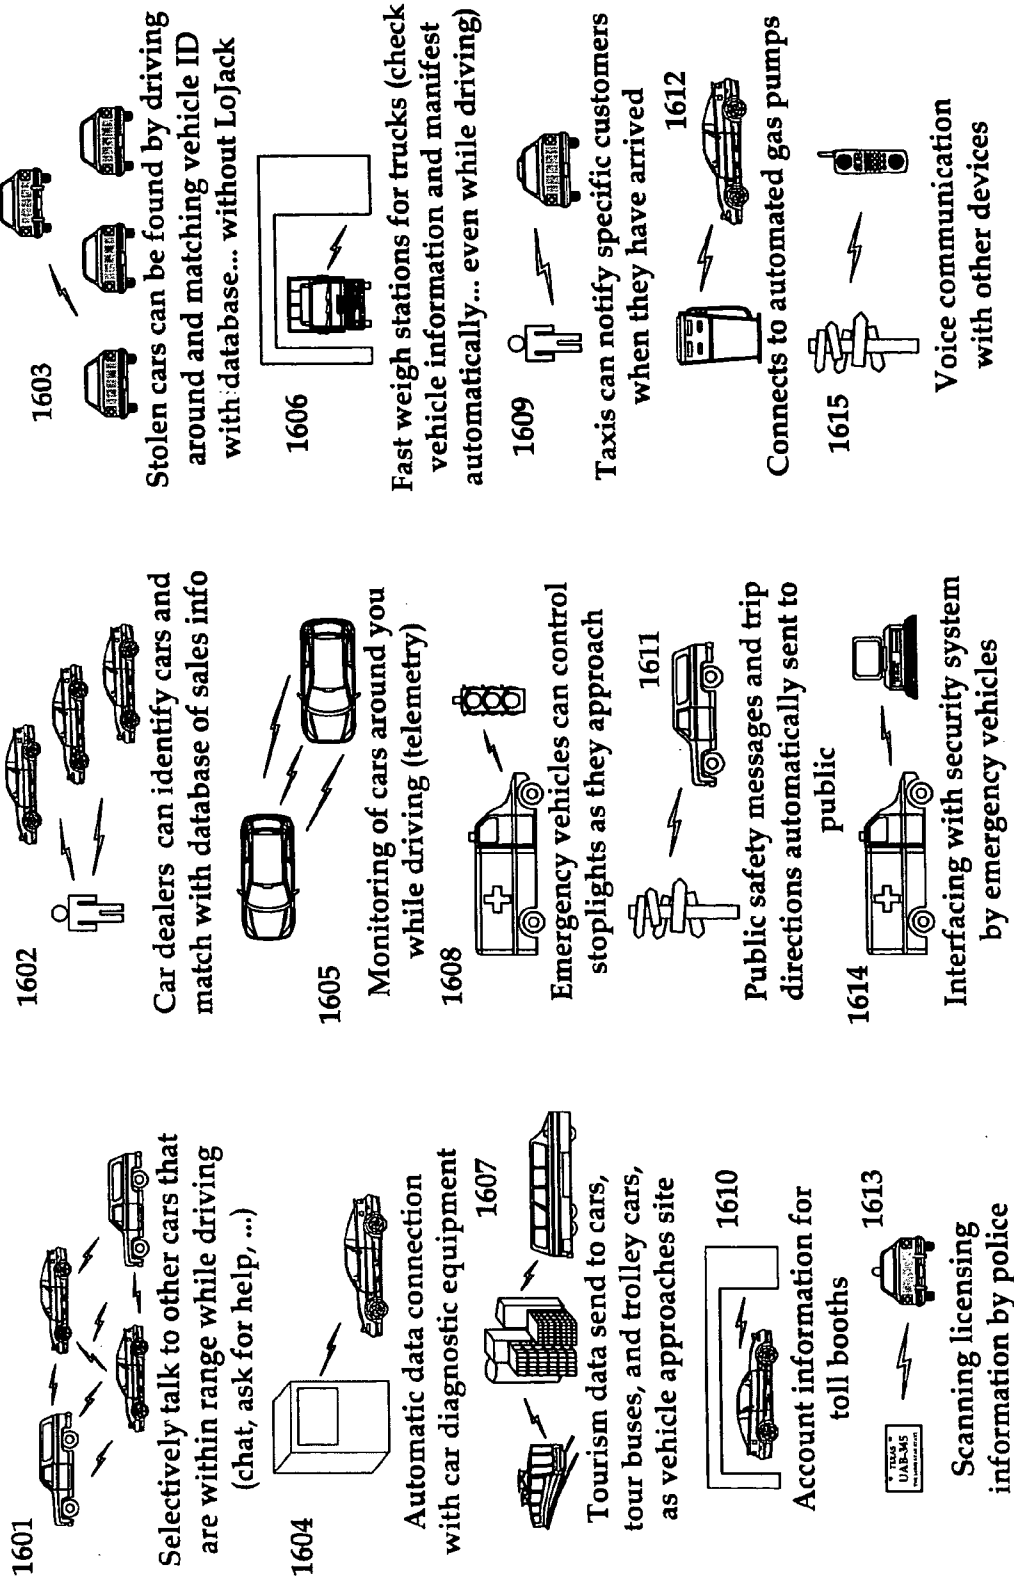 1601
Selectively talk to other cars that
are within range while driving
(chat, ask for help, ...)
1602
Car dealers can identify cars and
match with database of sales info
1603
Stolen cars can be found by driving
around and matching vehicle ID
with database... without LoJack
1604
Automatic data connection
with car diagnostic equipment
1605
Monitoring of cars around you
while driving (telemetry)
1606
Fast weigh stations for trucks (check
vehicle information and manifest
automatically... even while driving)
1607
Tourism data send to cars,
tour buses, and trolley cars,
as vehicle approaches site
1608
Emergency vehicles can control
stoplights as they approach
1609
Taxis can notify specific customers
when they have arrived
1610
Account information for
toll booths
1611
Public safety messages and trip
directions automatically sent to
public
1612
Connects to automated gas pumps
1613
TEXAS
UAB-345
Scanning licensing
information by police
1614
Interfacing with security system
by emergency vehicles
1615
Voice communication
with other devices